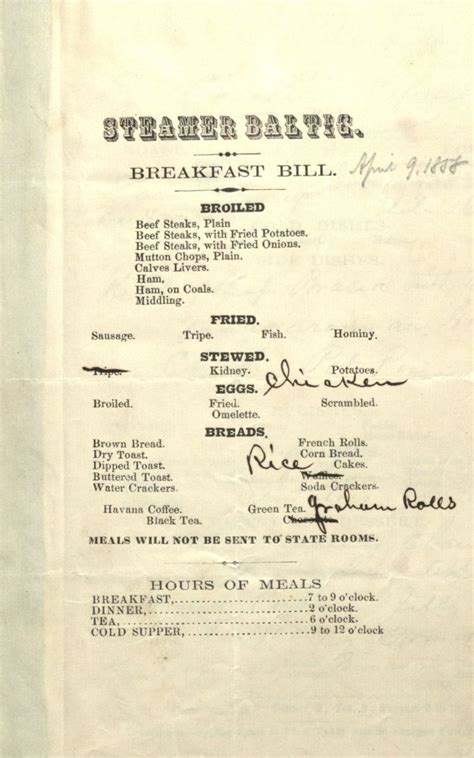 STEAMER BALTIC.
BREAKFAST BILL. April 9, 1858
BROILED
Beef Steaks, Plain
Beef Steaks, with Fried Potatoes.
Beef Steaks, with Fried Onions.
Mutton Chops, Plain.
Calves Livers.
Ham,
Ham, on Coals.
Middling.
FRIED.
Sausage. Tripe. Fish. Hominy.
STEWED.
Tripe. Kidney. Potatoes.
Chicken
EGGS.
Broiled. Fried. Scrambled.
Omelette.
BREADS.
Brown Bread. French Rolls.
Dry Toast. Corn Bread.
Dipped Toast. Rice Cakes.
Buttered Toast. Waffles.
Water Crackers. Soda Crackers.
Havana Coffee. Green Tea. Graham Rolls
Black Tea.
MEALS WILL NOT BE SENT TO STATE ROOMS.
HOURS OF MEALS
BREAKFAST,........................7 to 9 o'clock.
DINNER,...........................2 o'clock.
TEA,..............................6 o'clock.
COLD SUPPER,......................9 to 12 o'clock